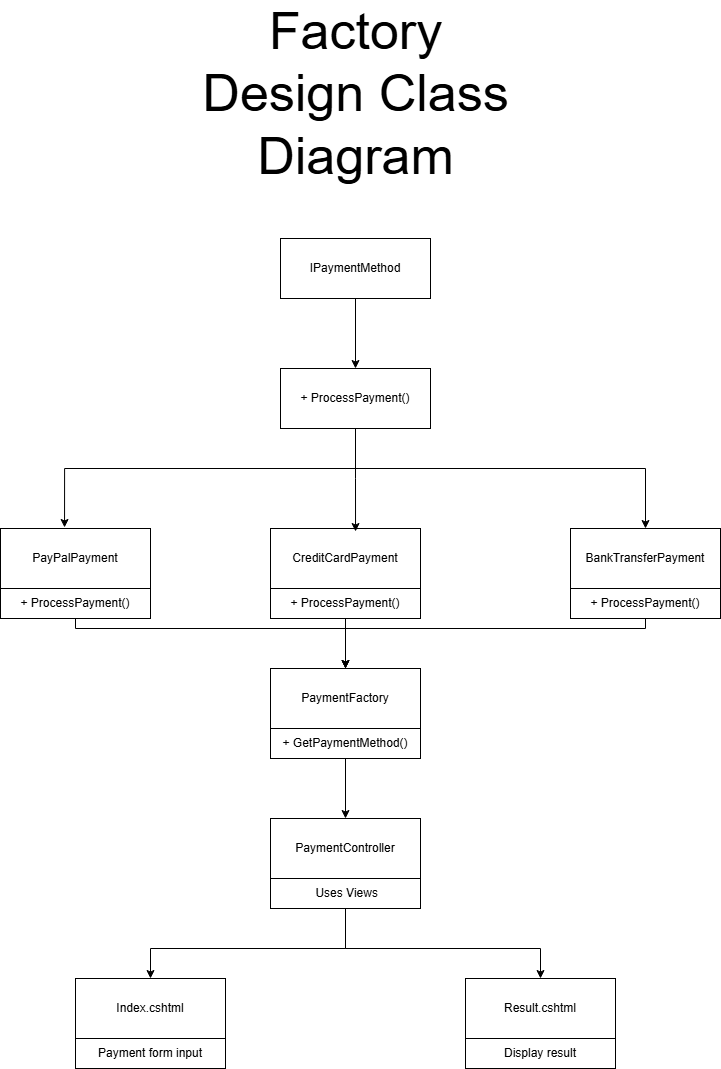 Factory
Design Class
Diagram
IPaymentMethod
+ ProcessPayment()
PayPalPayment
CreditCardPayment
BankTransferPayment
+ ProcessPayment()
+ ProcessPayment()
+ ProcessPayment()
PaymentFactory
+ GetPaymentMethod()
PaymentController
Uses Views
Index.cshtml
Result.cshtml
Payment form input
Display result